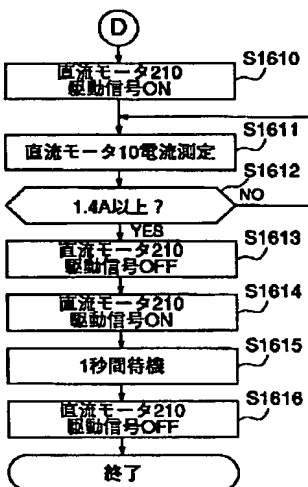 D
S1610
直流モータ210
駆動信号ON
S1611
直流モータ10電流測定
S1612
1.4A以上？
NO
YES
S1613
直流モータ210
駆動信号OFF
S1614
直流モータ210
駆動信号ON
S1615
1秒間待機
S1616
直流モータ210
駆動信号OFF
終了